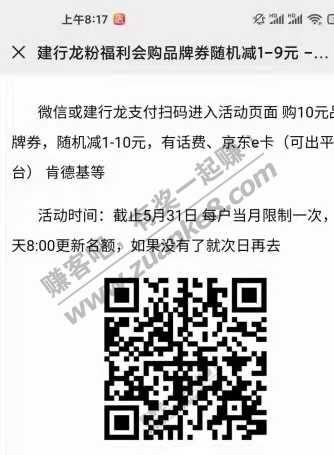 上午8:17
建行龙粉福利会购品牌券随机减1-9元 -...
微信或建行龙支付扫码进入活动页面 购10元品
牌券，随机减1-10元，有话费、京东e卡（可出平
台） 肯德基等
活动时间：截止5月31日 每户当月限制一次，
天8:00更新名额，如果没有了就次日再去
赚客吧，有奖一起赚！
www.zuanke8.com